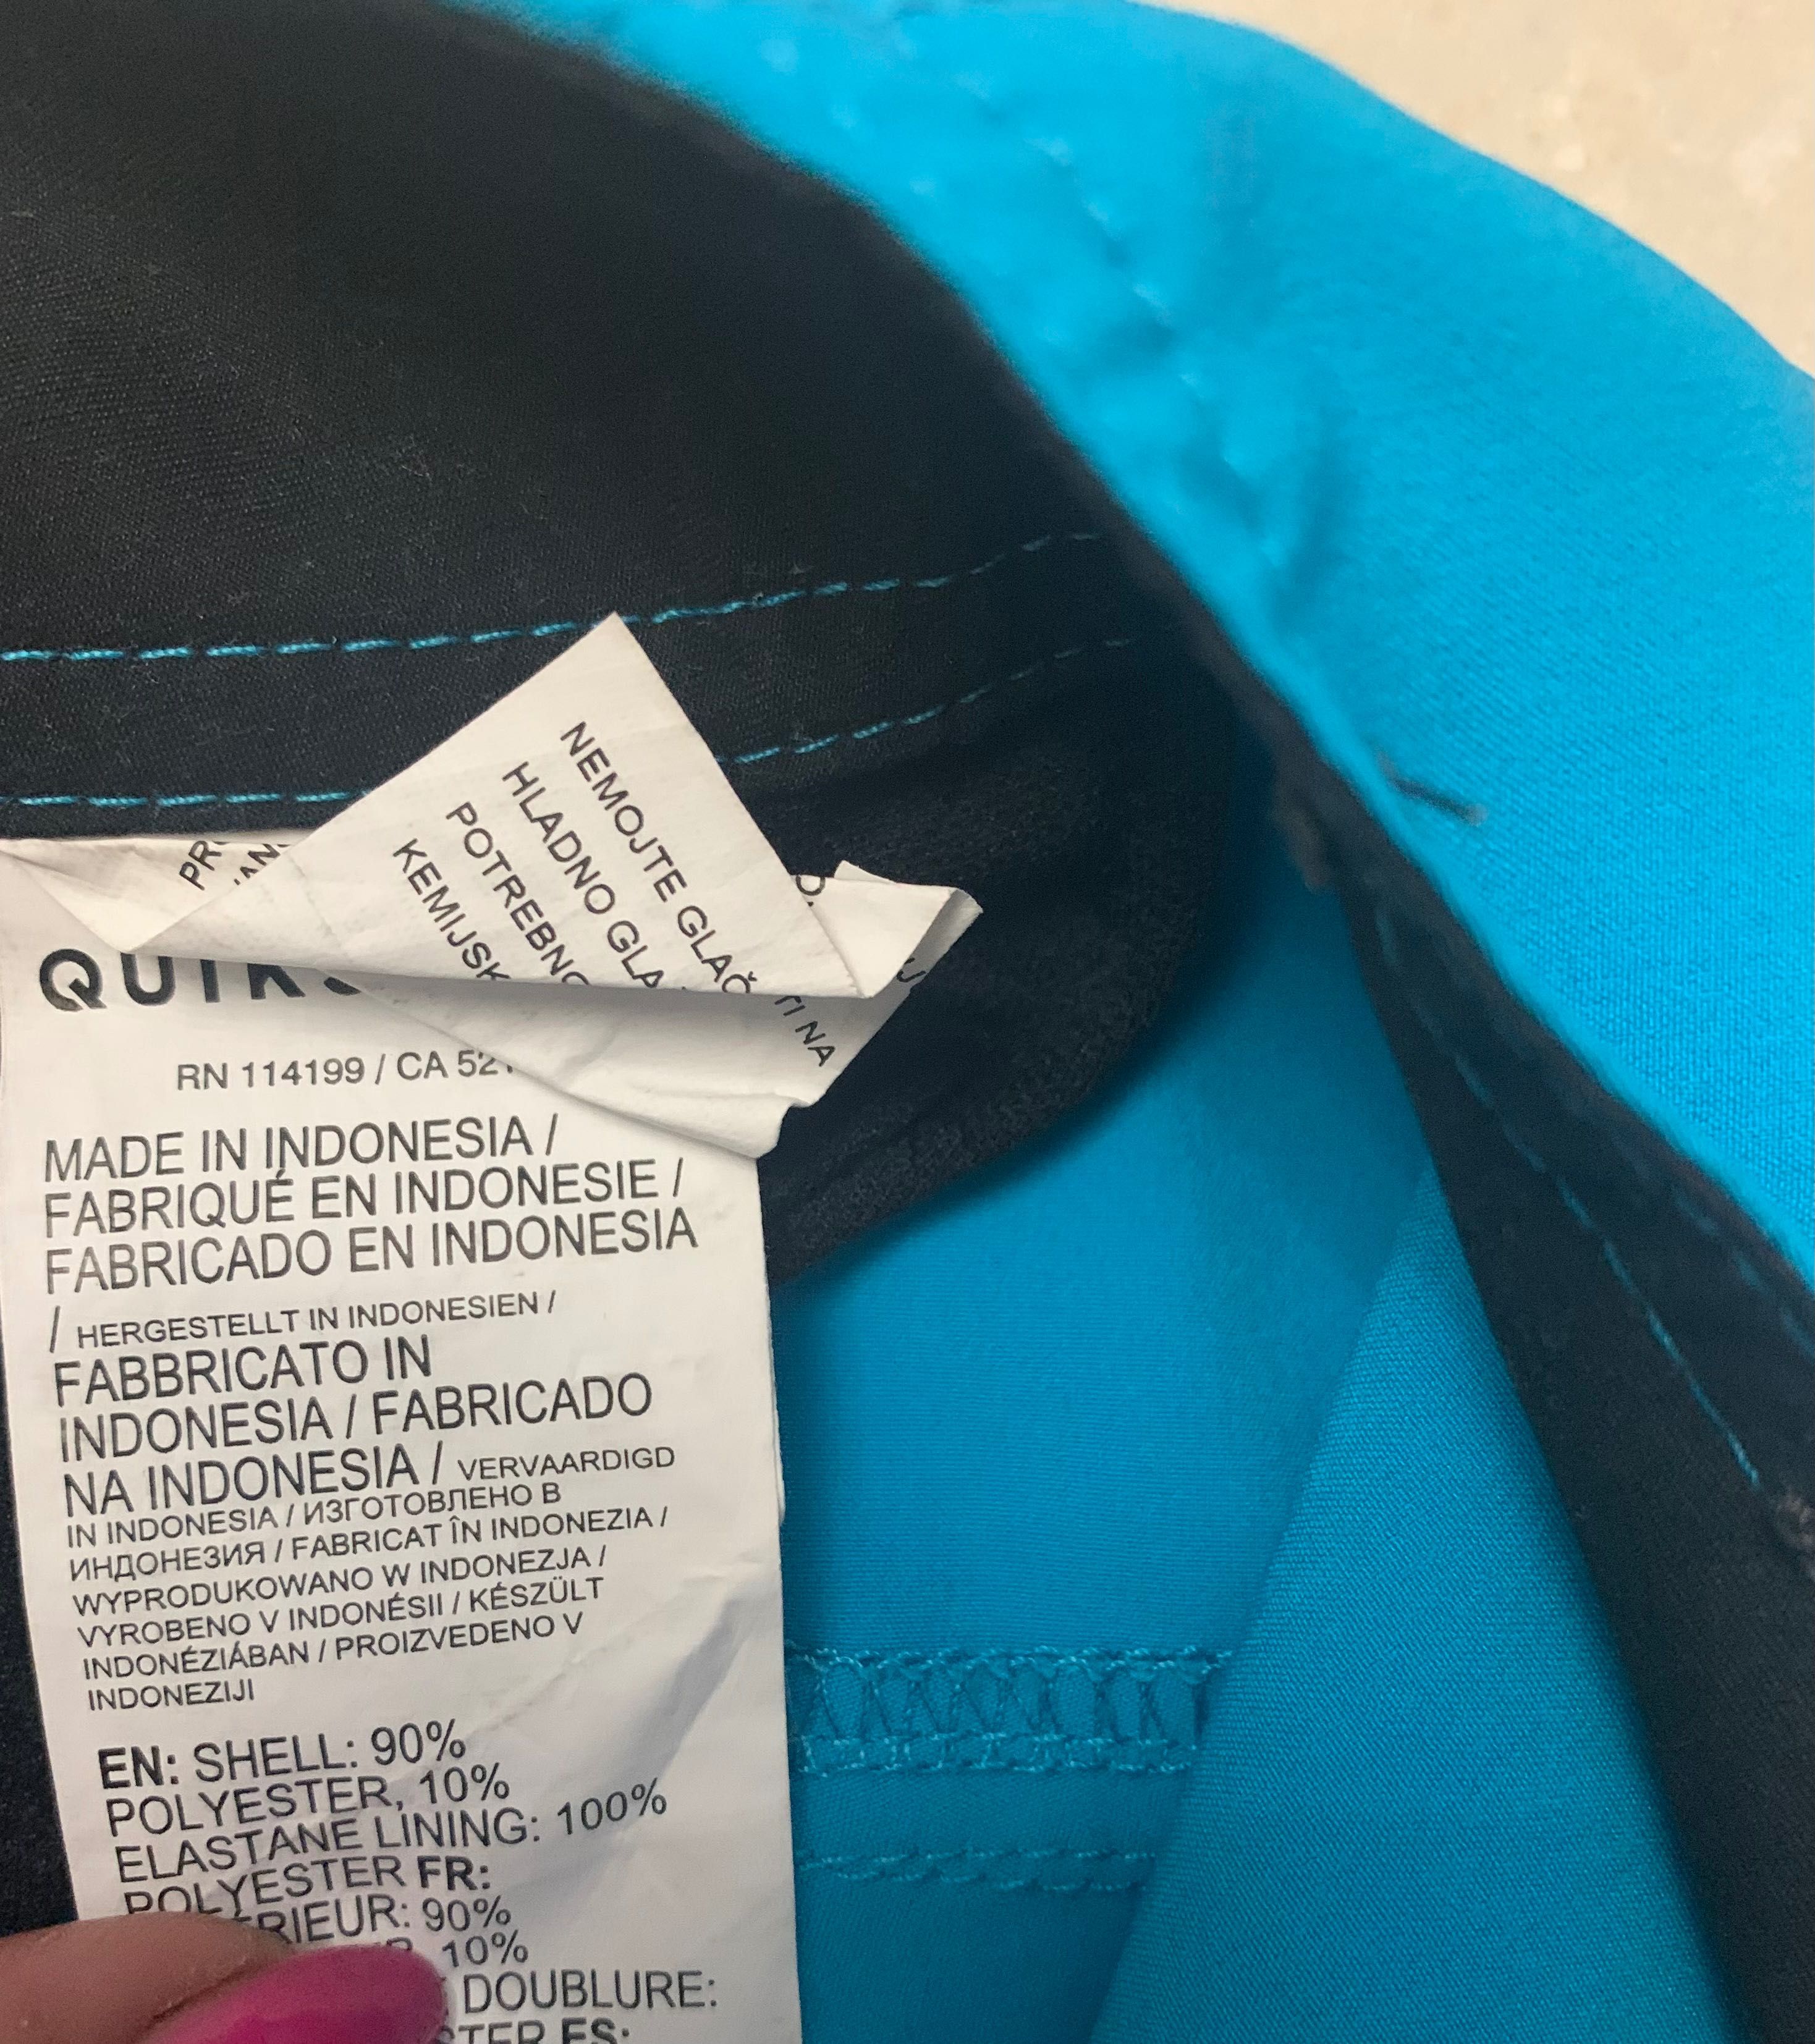 NEMOJTE GLAČ
HLADNO GLA
POTREBNO
KEMIJSK
TI NA
RN 114199 / CA
MADE IN INDONESIA /
FABRIQUÉ EN INDONESIE /
FABRICADO EN INDONESIA
/ HERGESTELLT IN INDONESIEN /
FABBRICATO IN
INDONESIA / FABRICADO
NA INDONESIA / VERVAARDIGD
IN INDONESIA / ИЗГОТОВЛЕНО В
ИНДОНЕЗИЯ / FABRICAT ÎN INDONEZIA /
WYPRODUKOWANO W INDONEZJA /
VYROBENO V INDONÉSII / KÉSZÜLT
INDONÉZIÁBAN / PROIZVEDENO V
INDONEZIJI
EN: SHELL: 90%
POLYESTER, 10%
ELASTANE LINING: 100%
POLYESTER FR:
RIEUR: 90%
10%
DOUBLURE:
STER ES: